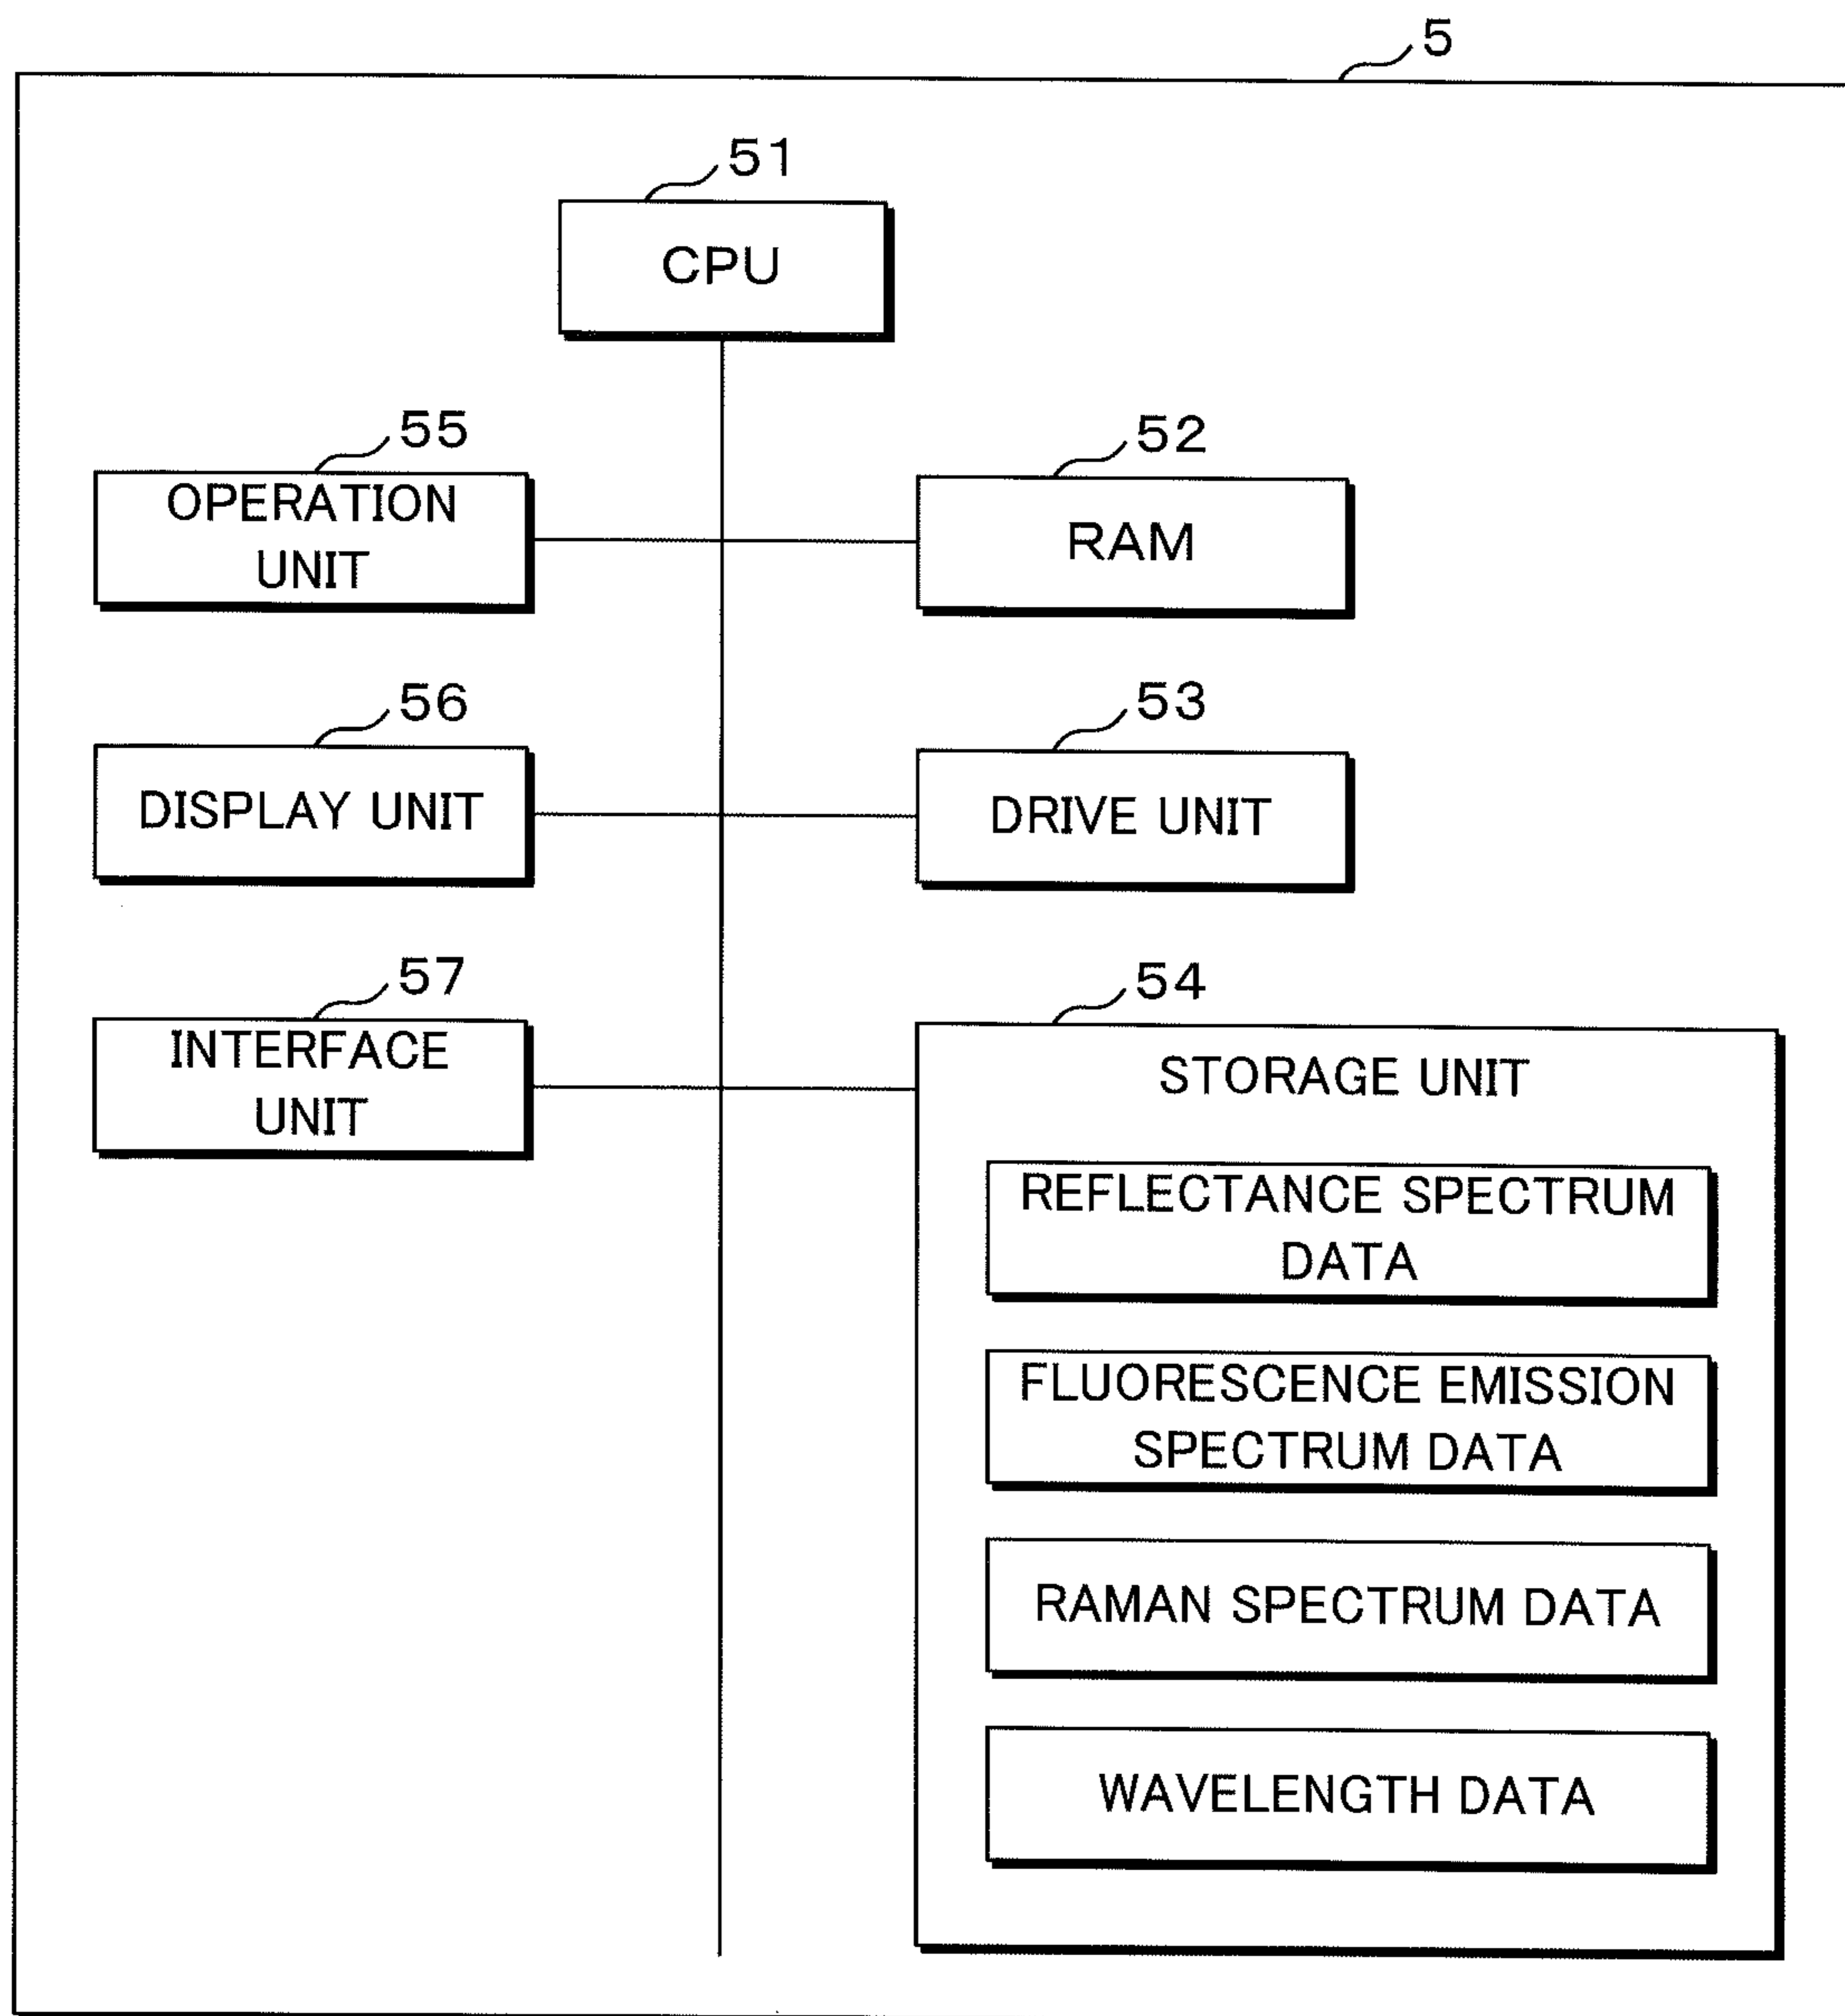 5
51
CPU
55
OPERATION
UNIT
52
RAM
56
DISPLAY UNIT
53
DRIVE UNIT
57
INTERFACE
UNIT
54
STORAGE UNIT
REFLECTANCE SPECTRUM
DATA
FLUORESCENCE EMISSION
SPECTRUM DATA
RAMAN SPECTRUM DATA
WAVELENGTH DATA